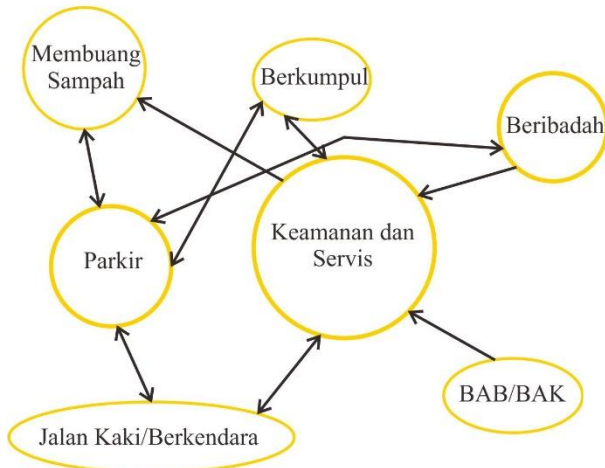 Membuang
Sampah
Berkumpul
Beribadah
Keamanan dan
Servis
Parkir
BAB/BAK
Jalan Kaki/Berkendara